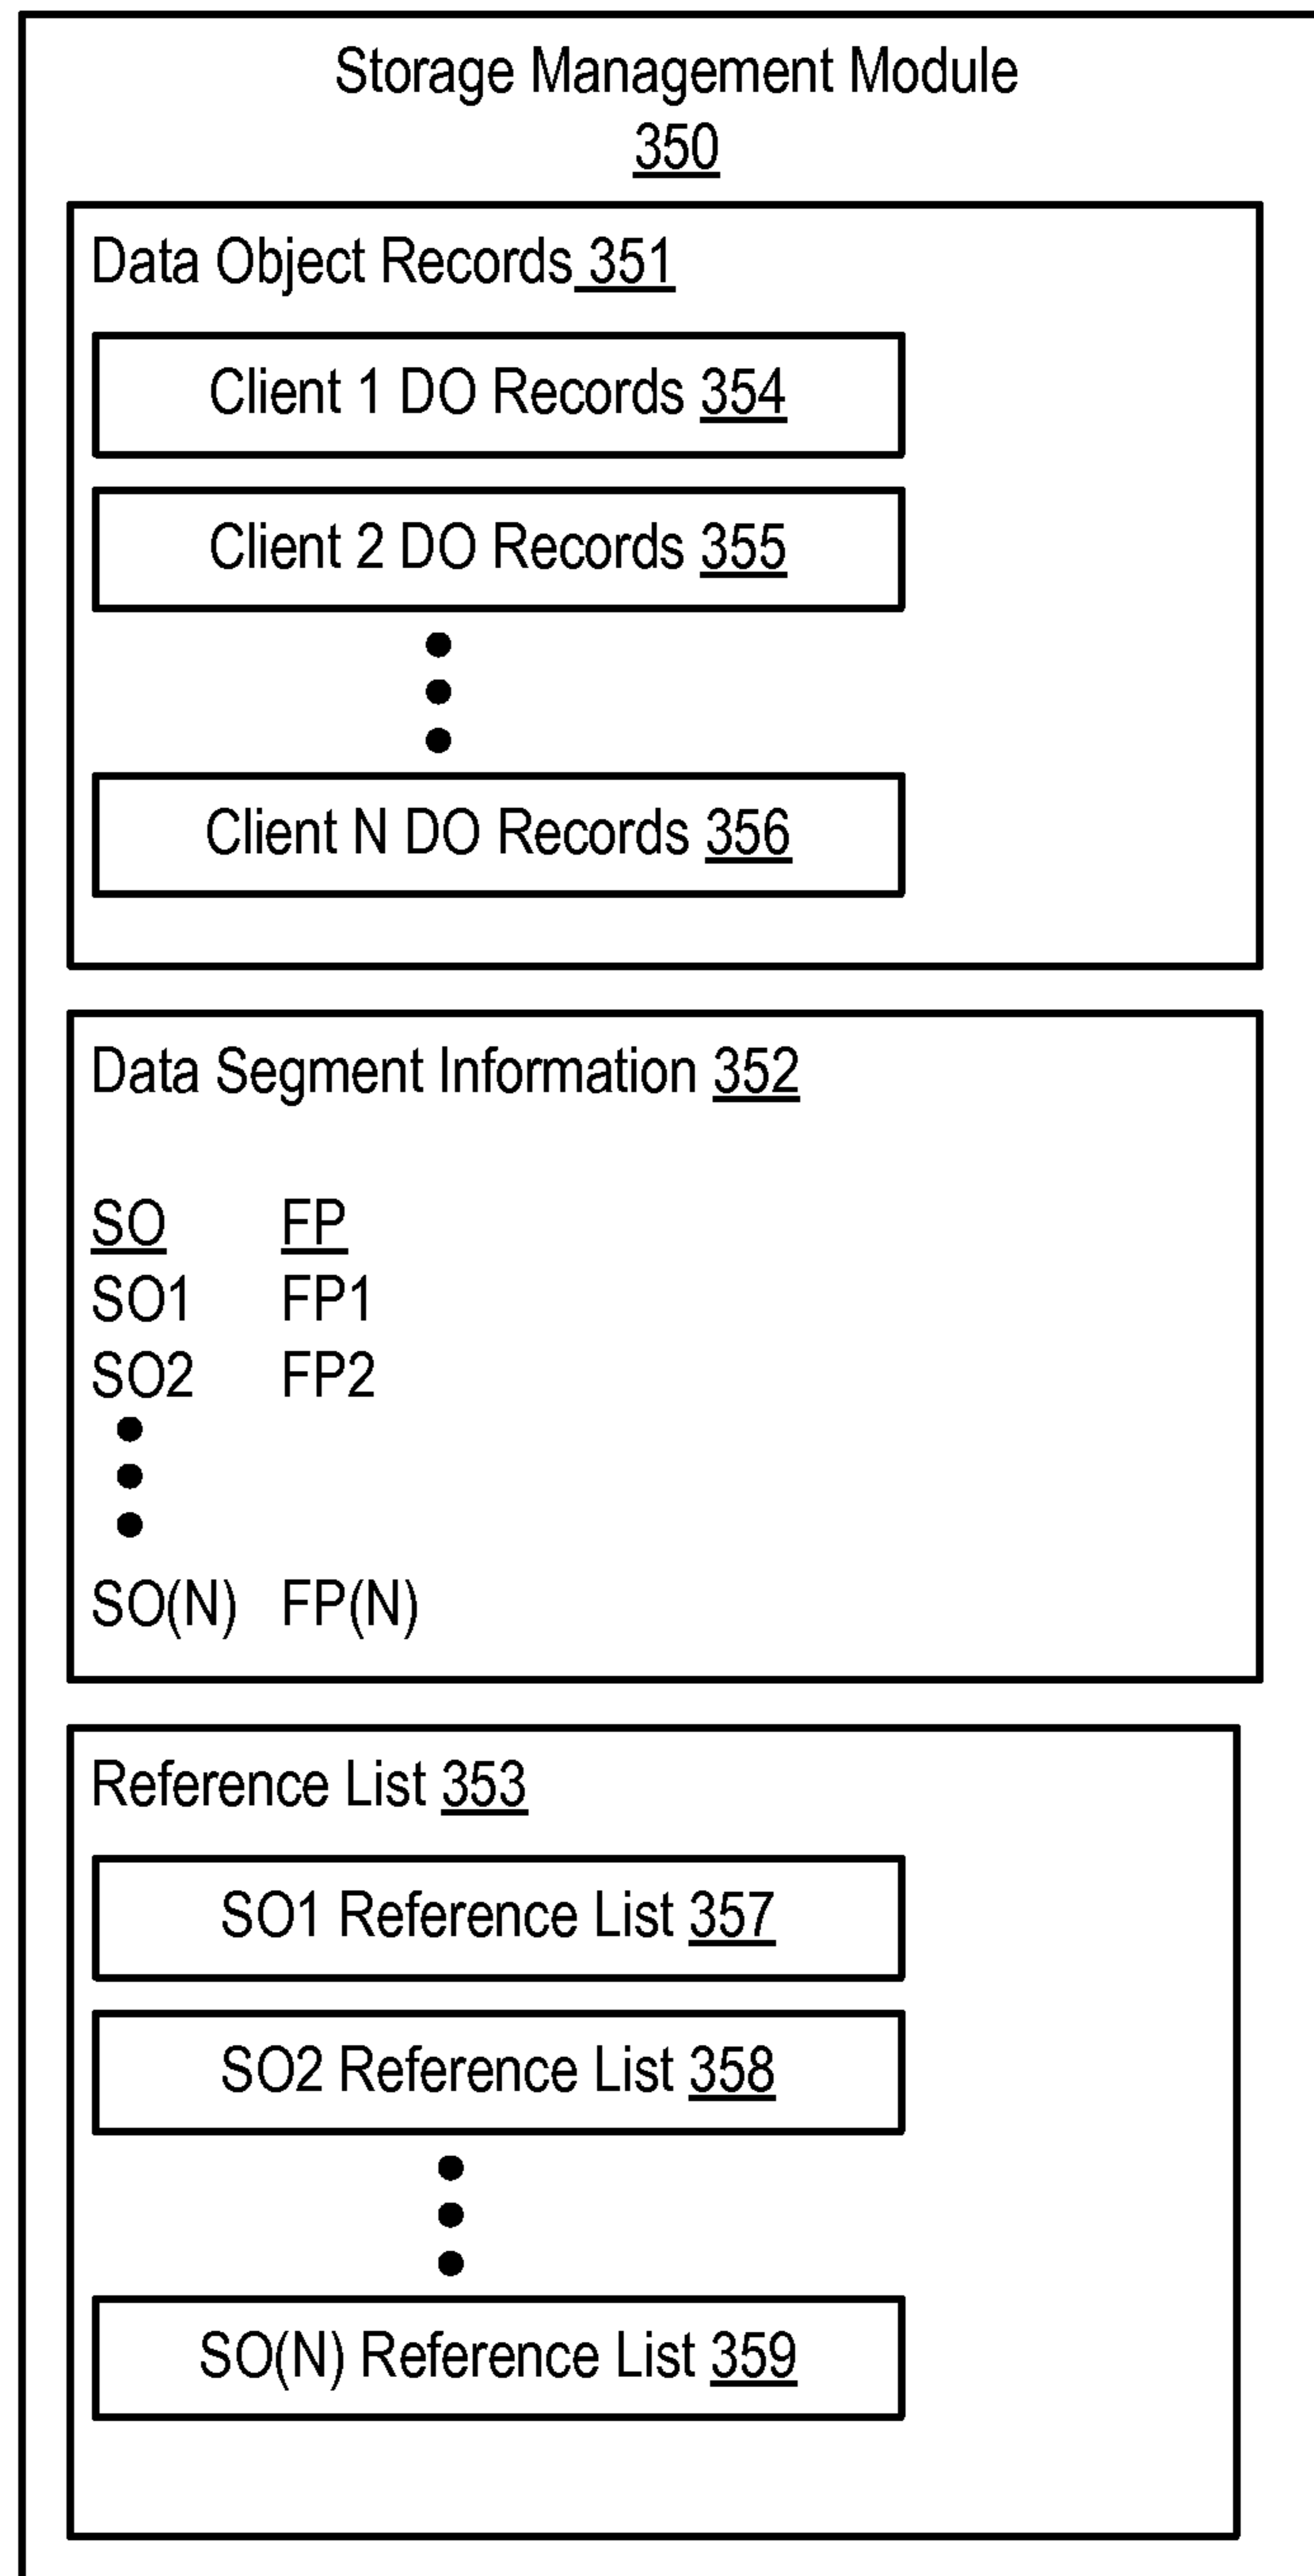 Storage Management Module
350
Data Object Records 351
Client 1 DO Records 354
Client 2 DO Records 355
Client N DO Records 356
Data Segment Information 352
SO FP
SO1 FP1
SO2 FP2
SO(N) FP(N)
Reference List 353
SO1 Reference List 357
SO2 Reference List 358
SO(N) Reference List 359